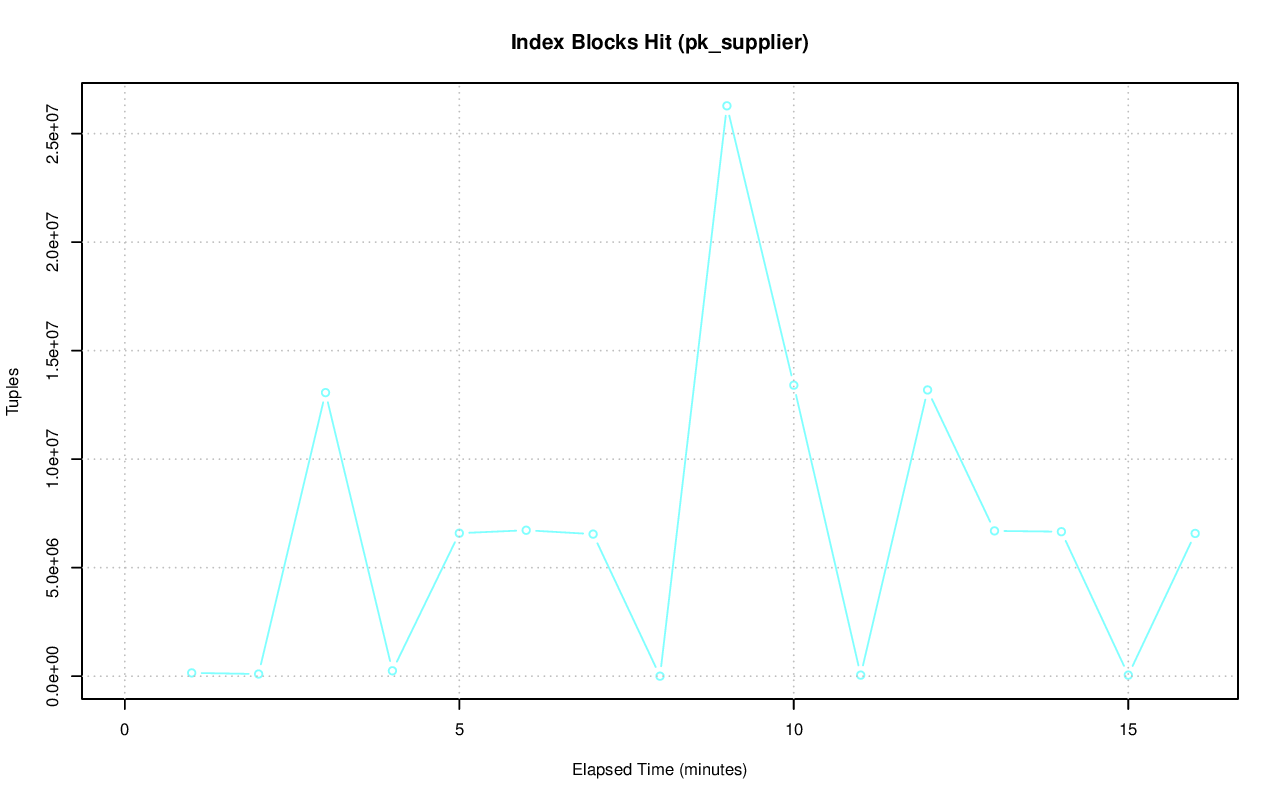 Index Blocks Hit (pk_supplier)
Tuples
2.5e+07
2.0e+07
1.5e+07
1.0e+07
5.0e+06
0.0e+00
0 5 10 15
Elapsed Time (minutes)